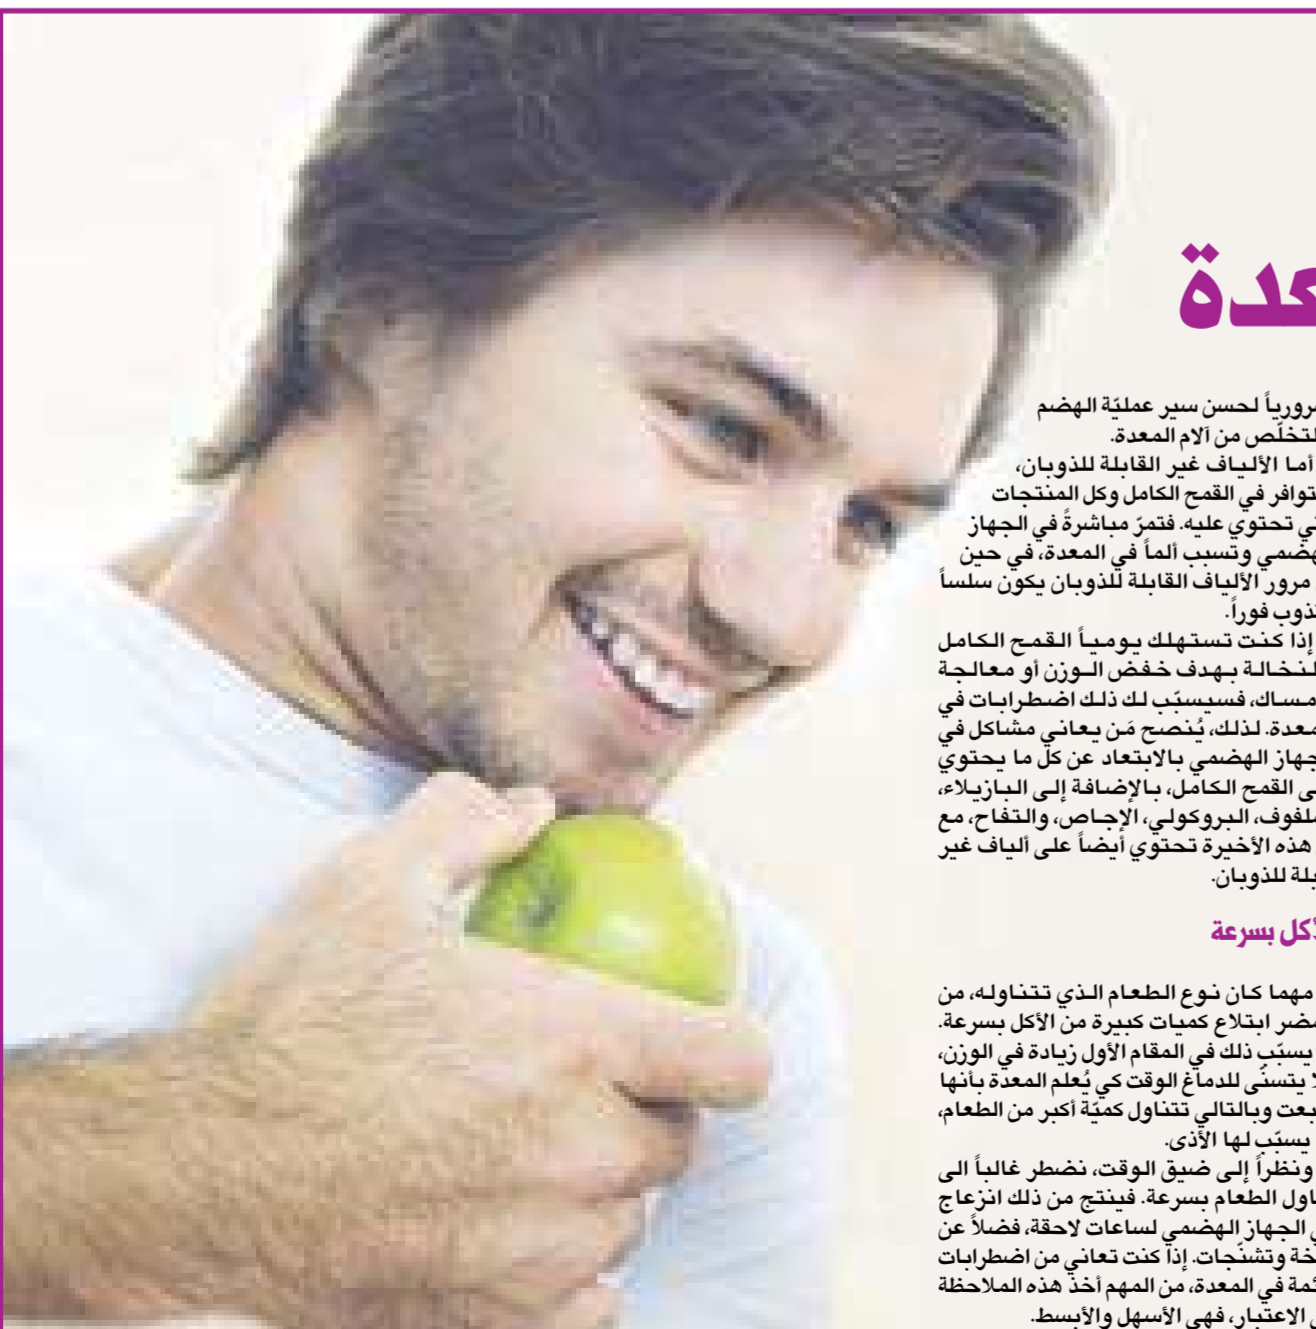 عدة
رورياً لحسن سير عمليّة الهضم
لتخلّص من آلام المعدة.
أما الألياف غير القابلة للذوبان،
توافر في القمح الكامل وكل المنتجات
ي تحتوي عليه. فتمرّ مباشرةً في الجهاز
هضمي وتسبب ألماً في المعدة، في حين
مرور الألياف القابلة للذوبان يكون سلساً
ذوب فوراً.
إذا كنت تستهلك يومياً القمح الكامل
لنخالة بهدف خفض الوزن أو معالجة
مساك، فسيسبّب لك ذلك اضطرابات في
معدة. لذلك، يُنصح مَن يعاني مشاكل في
جهاز الهضمي بالابتعاد عن كل ما يحتوي
ى القمح الكامل، بالإضافة إلى البازيلاء،
ملفوف، البروكولي، الإجاص، والتفاح، مع
هذه الأخيرة تحتوي أيضاً على ألياف غير
بلة للذوبان.
أكل بسرعة
مهما كان نوع الطعام الذي تتناوله، من
مضر ابتلاع كميات كبيرة من الأكل بسرعة.
يسبّب ذلك في المقام الأول زيادة في الوزن،
لا يتسنّى للدماغ الوقت كي يُعلم المعدة بأنها
بعت وبالتالي تتناول كميّة أكبر من الطعام،
يسبّب لها الأذى.
ونظراً إلى ضيق الوقت، نضطر غالباً الى
ناول الطعام بسرعة. فينتج من ذلك انزعاج
ي الجهاز الهضمي لساعات لاحقة، فضلاً عن
خة وتشنّجات. إذا كنت تعاني من اضطرابات
ئمة في المعدة، من المهم أخذ هذه الملاحظة
ي الاعتبار، فهي الأسهل والأبسط.